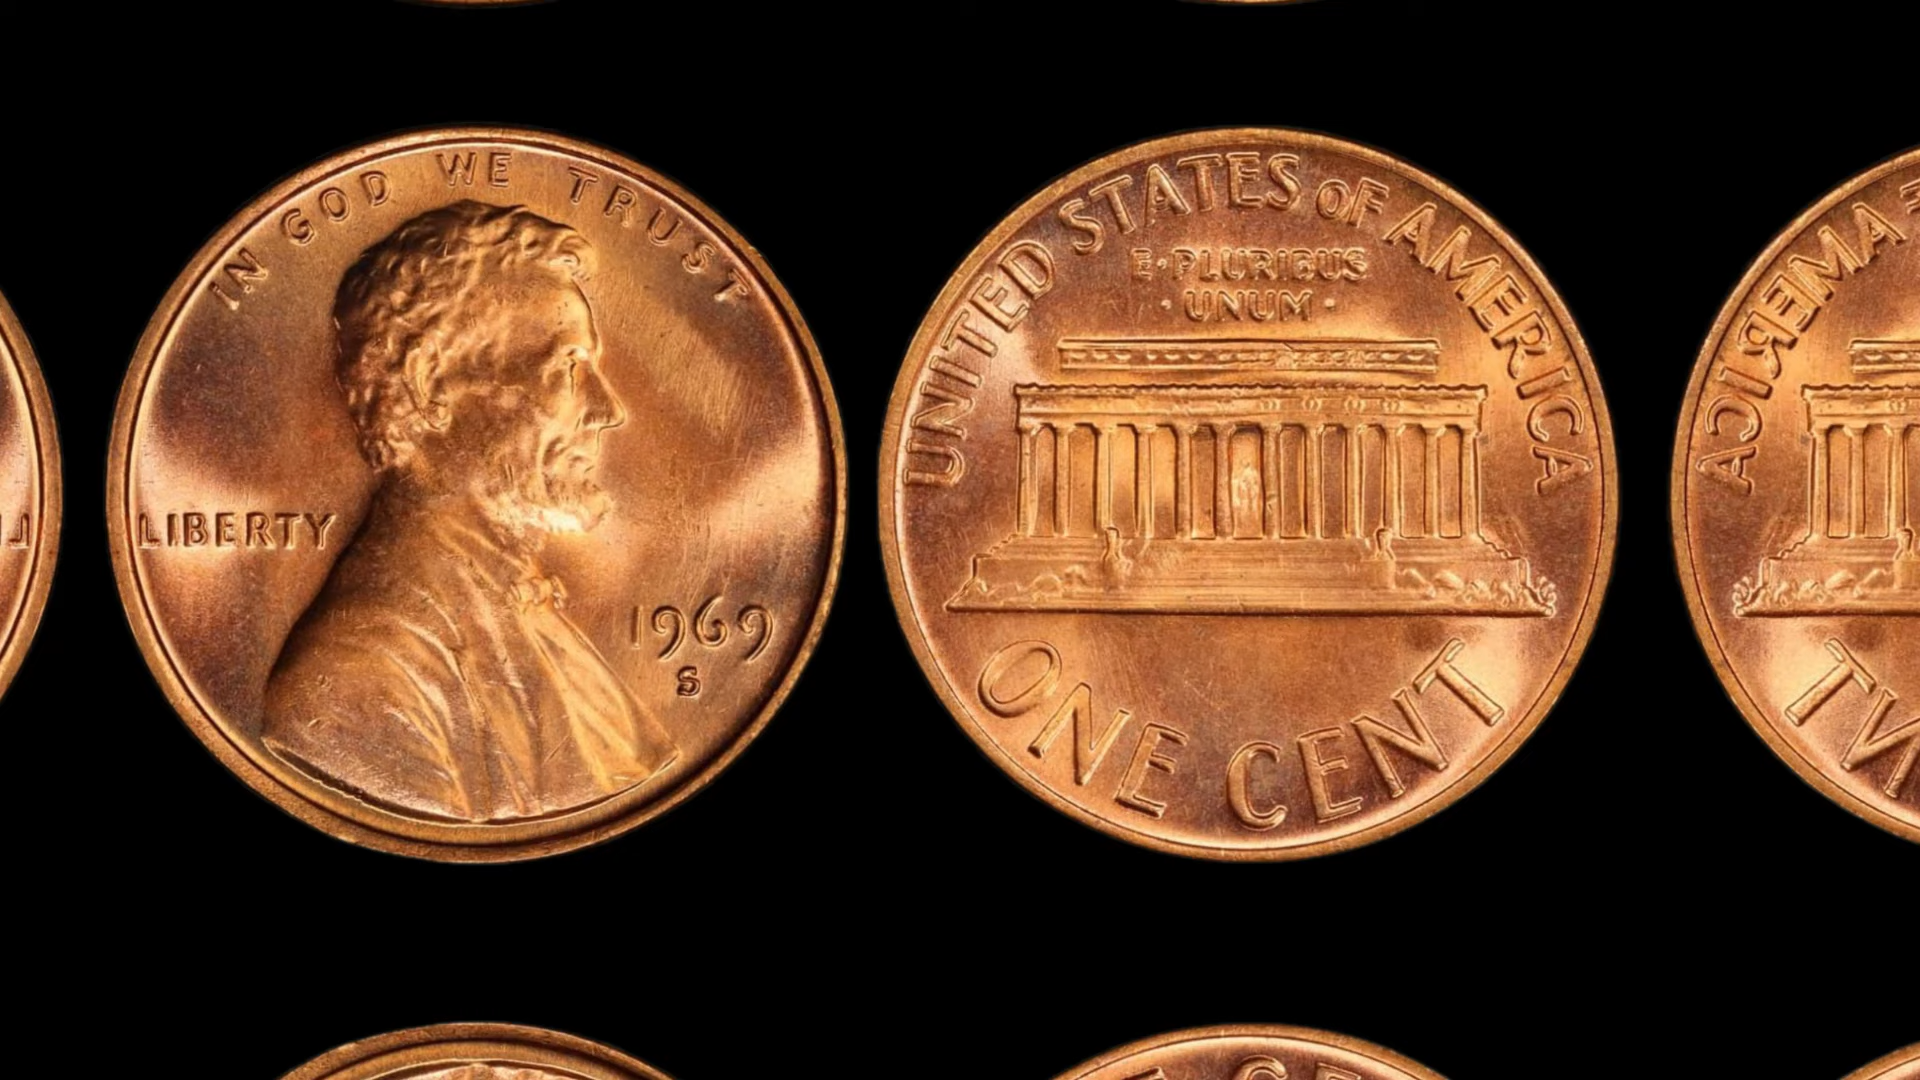 IN GOD WE TRUST
LIBERTY
1969
S
UNITED STATES OF AMERICA
E·PLURIBUS
·UNUM·
ONE CENT